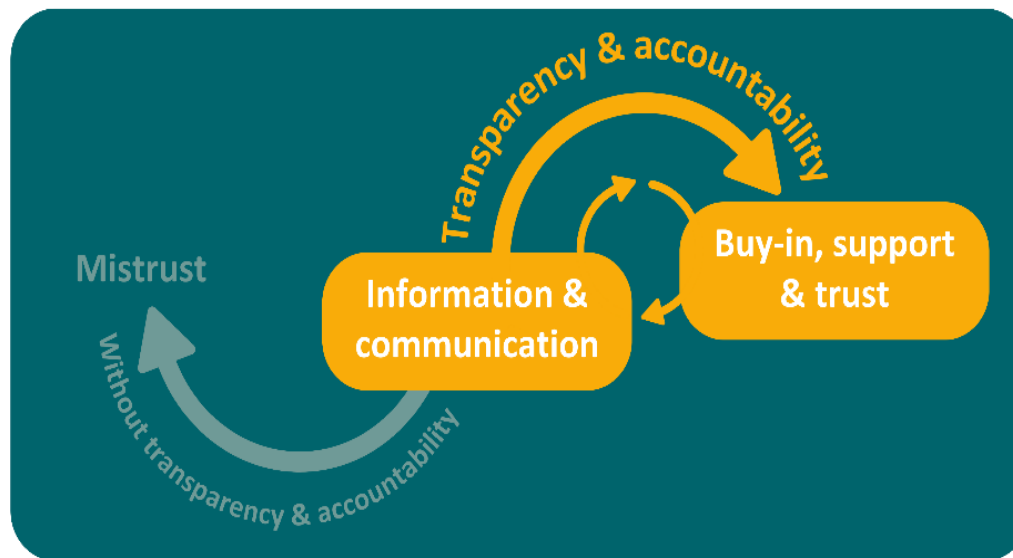 Transparency & accountability
Buy-in, support
& trust
Mistrust
Information &
communication
Without transparency & accountability